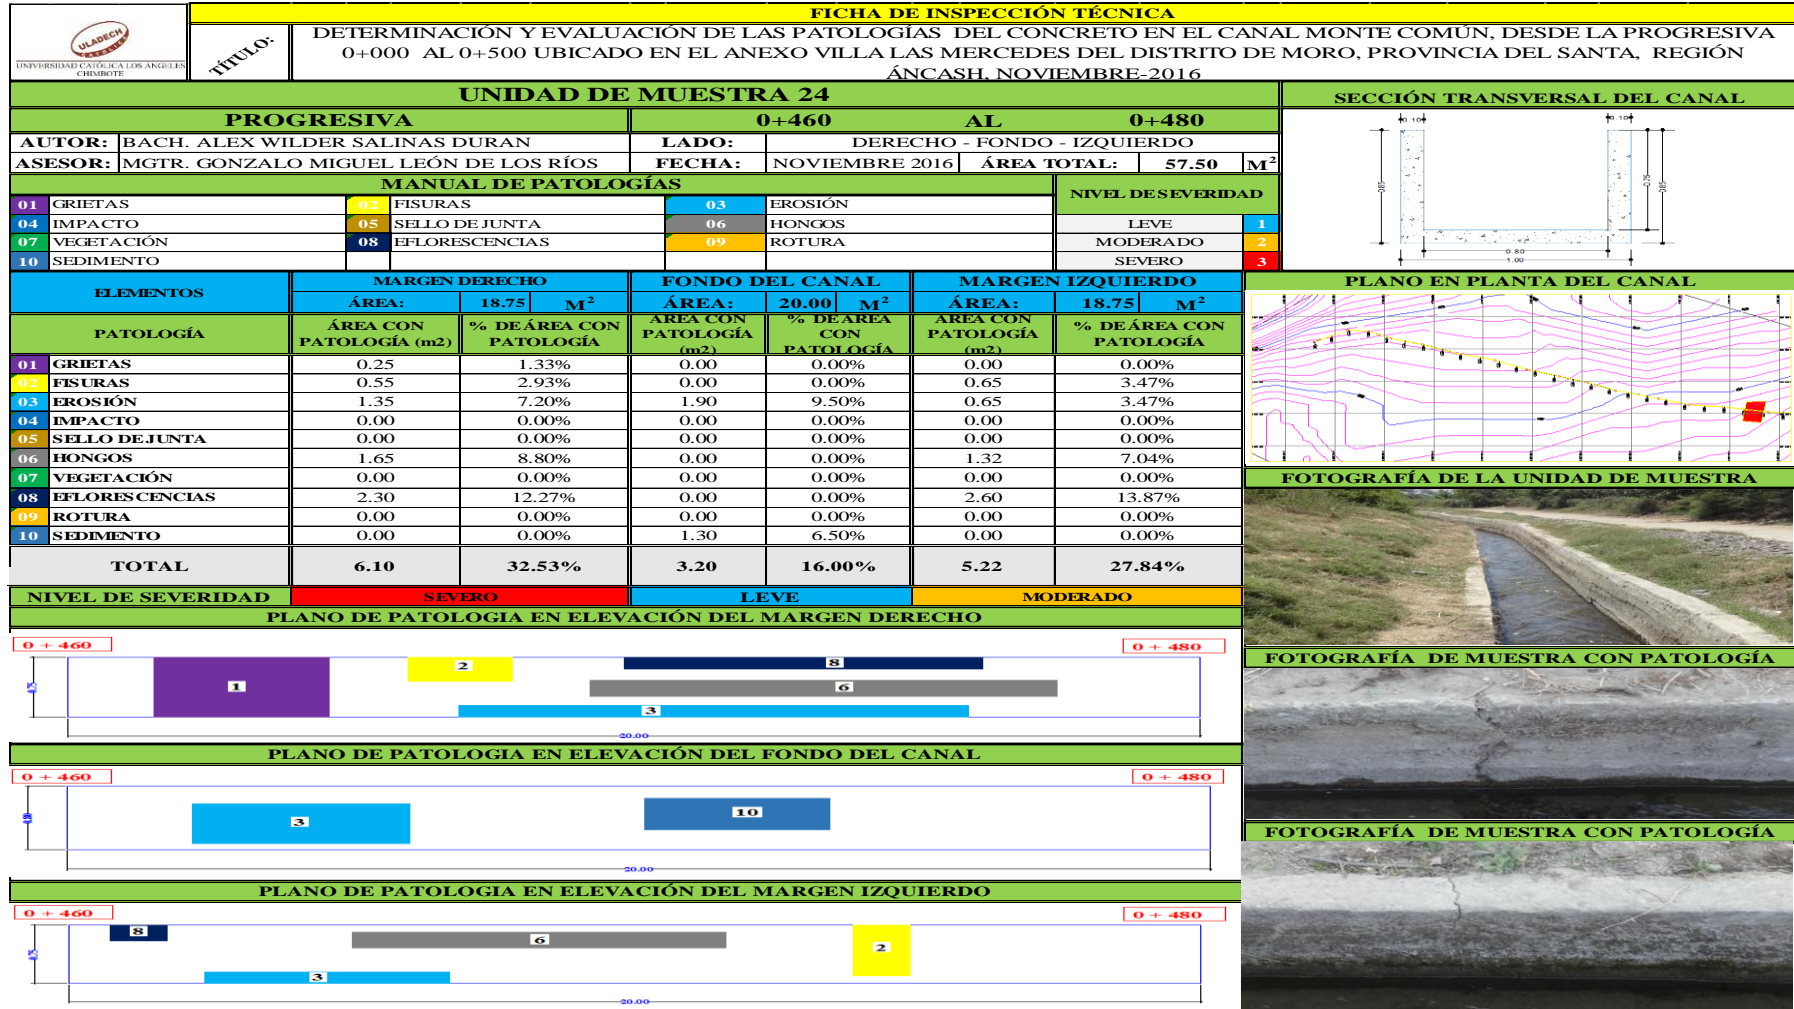 FICHA DE INSPECCIÓN TÉCNICA
ULADECH
CATÓLICA
UNIVERSIDAD CATÓLICA LOS ANGELES
CHIMBOTE
TÍTULO:
DETERMINACIÓN Y EVALUACIÓN DE LAS PATOLOGÍAS DEL CONCRETO EN EL CANAL MONTE COMÚN, DESDE LA PROGRESIVA
0+000 AL 0+500 UBICADO EN EL ANEXO VILLA LAS MERCEDES DEL DISTRITO DE MORO, PROVINCIA DEL SANTA, REGIÓN
ÁNCASH, NOVIEMBRE-2016
UNIDAD DE MUESTRA 24
SECCIÓN TRANSVERSAL DEL CANAL
PROGRESIVA 0+460 AL 0+480
AUTOR: BACH. ALEX WILDER SALINAS DURAN LADO: DERECHO - FONDO - IZQUIERDO
ASESOR: MGTR. GONZALO MIGUEL LEÓN DE LOS RÍOS FECHA: NOVIEMBRE 2016 ÁREA TOTAL: 57.50 M²
0.10 0.10
0.85 0.75 0.85
0.80
1.00
MANUAL DE PATOLOGÍAS NIVEL DE SEVERIDAD
01 GRIETAS 02 FISURAS 03 EROSIÓN
04 IMPACTO 05 SELLO DE JUNTA 06 HONGOS LEVE 1
07 VEGETACIÓN 08 EFLORESCENCIAS 09 ROTURA MODERADO 2
10 SEDIMENTO SEVERO 3
ELEMENTOS MARGEN DERECHO FONDO DEL CANAL MARGEN IZQUIERDO
ÁREA: 18.75 M² ÁREA: 20.00 M² ÁREA: 18.75 M²
PATOLOGÍA ÁREA CON PATOLOGÍA (m2) % DE ÁREA CON PATOLOGÍA ÁREA CON PATOLOGÍA (m2) % DE ÁREA CON PATOLOGÍA ÁREA CON PATOLOGÍA (m2) % DE ÁREA CON PATOLOGÍA
01 GRIETAS 0.25 1.33% 0.00 0.00% 0.00 0.00%
02 FISURAS 0.55 2.93% 0.00 0.00% 0.65 3.47%
03 EROSIÓN 1.35 7.20% 1.90 9.50% 0.65 3.47%
04 IMPACTO 0.00 0.00% 0.00 0.00% 0.00 0.00%
05 SELLO DE JUNTA 0.00 0.00% 0.00 0.00% 0.00 0.00%
06 HONGOS 1.65 8.80% 0.00 0.00% 1.32 7.04%
07 VEGETACIÓN 0.00 0.00% 0.00 0.00% 0.00 0.00%
08 EFLORESCENCIAS 2.30 12.27% 0.00 0.00% 2.60 13.87%
09 ROTURA 0.00 0.00% 0.00 0.00% 0.00 0.00%
10 SEDIMENTO 0.00 0.00% 1.30 6.50% 0.00 0.00%
TOTAL 6.10 32.53% 3.20 16.00% 5.22 27.84%
NIVEL DE SEVERIDAD SEVERO LEVE MODERADO
PLANO EN PLANTA DEL CANAL
FOTOGRAFÍA DE LA UNIDAD DE MUESTRA
FOTOGRAFÍA DE MUESTRA CON PATOLOGÍA
FOTOGRAFÍA DE MUESTRA CON PATOLOGÍA
PLANO DE PATOLOGIA EN ELEVACIÓN DEL MARGEN DERECHO
0 + 460 0 + 480
1 2 8 6 3
0.75
20.00
PLANO DE PATOLOGIA EN ELEVACIÓN DEL FONDO DEL CANAL
0 + 460 0 + 480
3 10
20.00
PLANO DE PATOLOGIA EN ELEVACIÓN DEL MARGEN IZQUIERDO
0 + 460 0 + 480
8 6 2 3
0.75
20.00